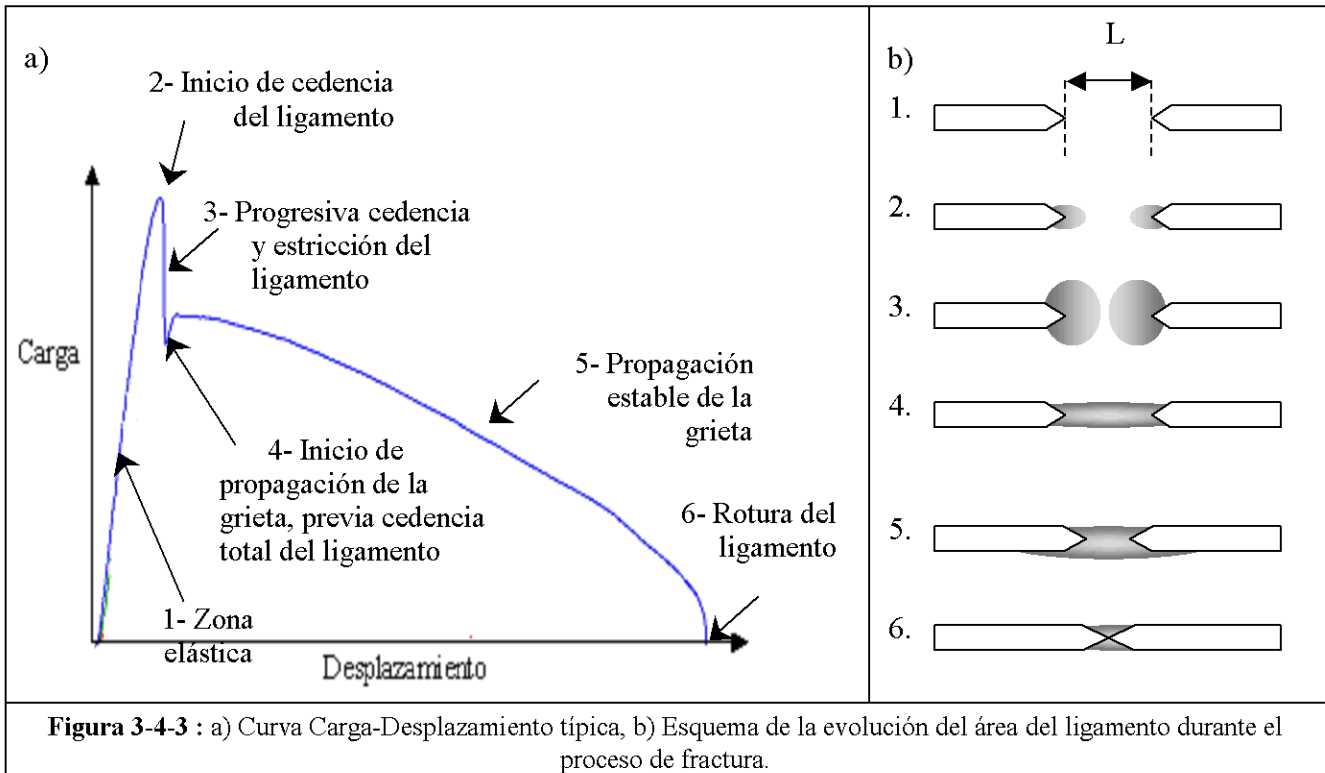 a)
2- Inicio de cedencia
del ligamento
3- Progresiva cedencia
y estricción del
ligamento
Carga
5- Propagación
estable de la
grieta
4- Inicio de
propagación de la
grieta, previa cedencia
total del ligamento
6- Rotura del
ligamento
1- Zona
elástica
Desplazamiento
b)
L
1.
2.
3.
4.
5.
6.
Figura 3-4-3 : a) Curva Carga-Desplazamiento típica, b) Esquema de la evolución del área del ligamento durante el
proceso de fractura.